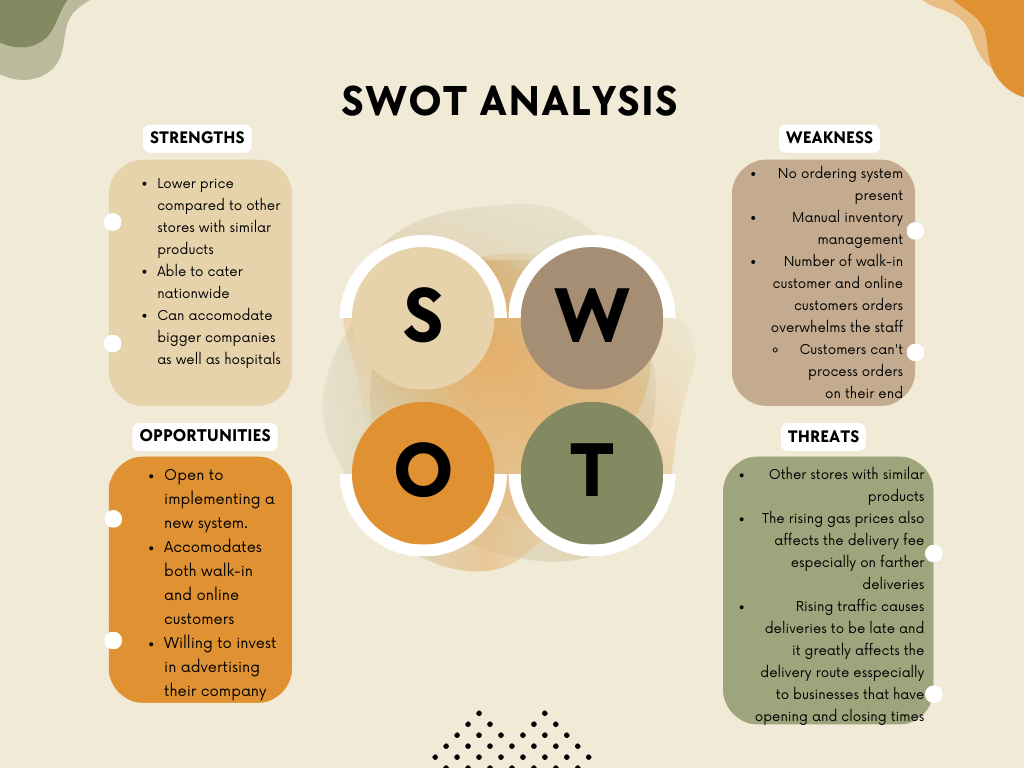 SWOT ANALYSIS
STRENGTHS
• Lower price
compared to other
stores with similar
products
• Able to cater
nationwide
• Can accomodate
bigger companies
as well as hospitals
WEAKNESS
• No ordering system
present
• Manual inventory
management
• Number of walk-in
customer and online
customers orders
overwhelms the staff
◦ Customers can't
process orders
on their end
S
W
O
T
OPPORTUNITIES
• Open to
implementing a
new system.
• Accomodates
both walk-in
and online
customers
• Willing to invest
in advertising
their company
THREATS
• Other stores with similar
products
• The rising gas prices also
affects the delivery fee
especially on farther
deliveries
• Rising traffic causes
deliveries to be late and
it greatly affects the
delivery route esspecially
to businesses that have
opening and closing times